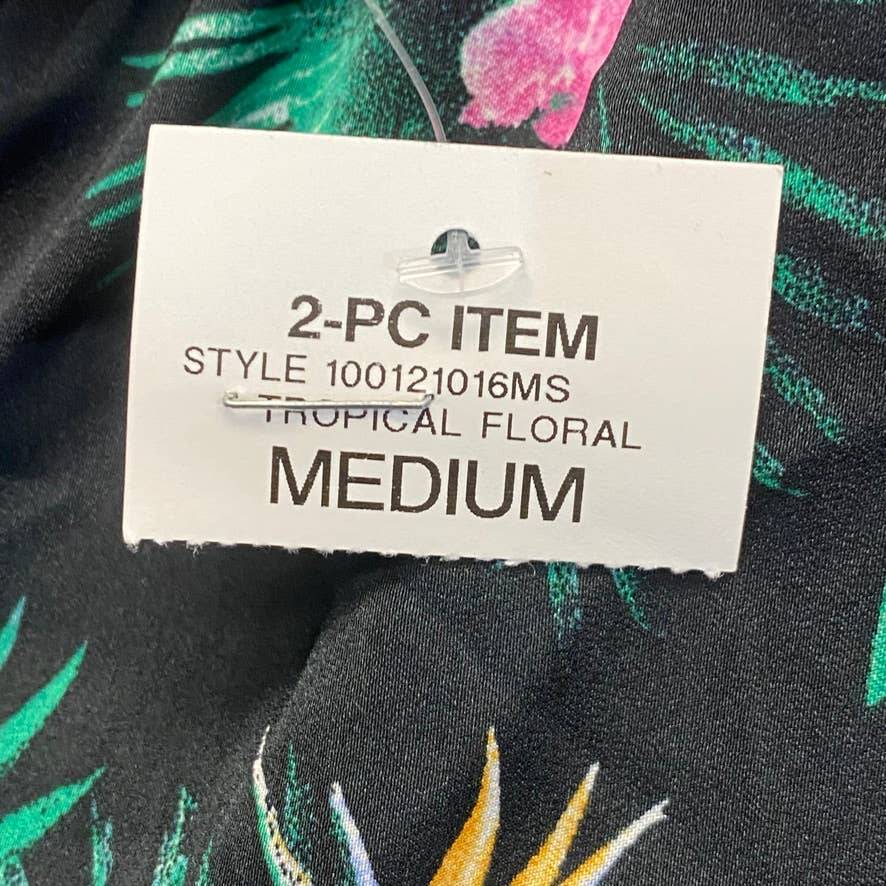 2-PC ITEM
STYLE 100121016MS
TROPICAL FLORAL
MEDIUM